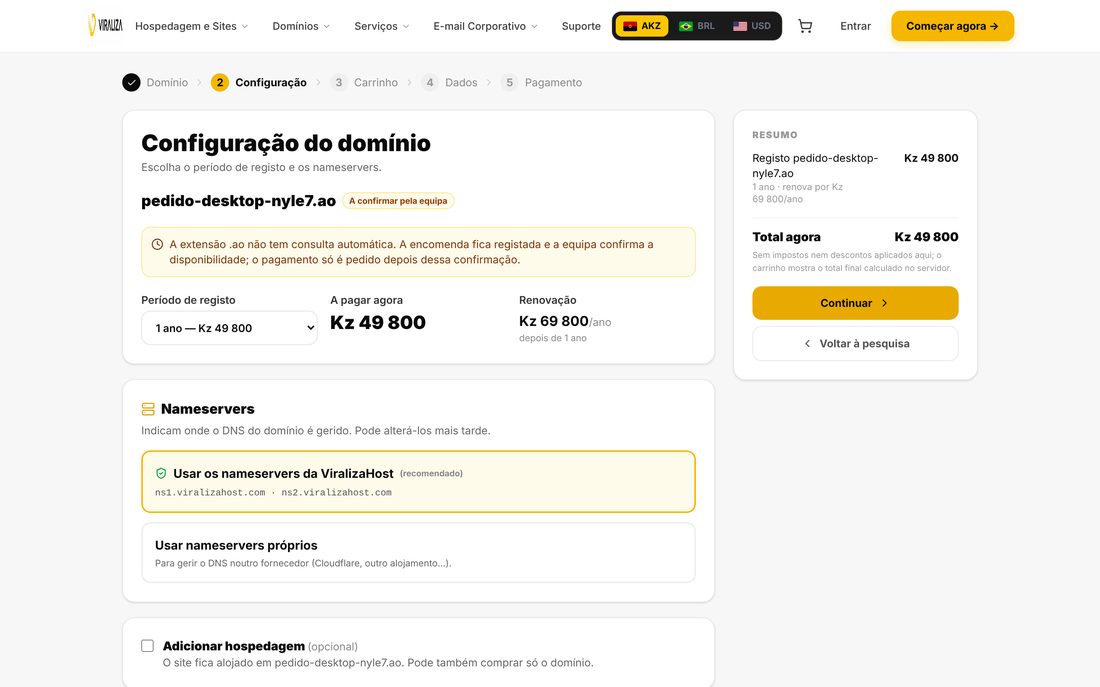 VIRALIZA
Hospedagem e Sites
Domínios
Serviços
E-mail Corporativo
Suporte
AKZ
BRL
USD
Entrar
Começar agora →
Domínio
2 Configuração
3 Carrinho
4 Dados
5 Pagamento
Configuração do domínio
Escolha o período de registo e os nameservers.
pedido-desktop-nyle7.ao
A confirmar pela equipa
A extensão .ao não tem consulta automática. A encomenda fica registada e a equipa confirma a
disponibilidade; o pagamento só é pedido depois dessa confirmação.
Período de registo
1 ano — Kz 49 800
A pagar agora
Kz 49 800
Renovação
Kz 69 800/ano
depois de 1 ano
Nameservers
Indicam onde o DNS do domínio é gerido. Pode alterá-los mais tarde.
Usar os nameservers da ViralizaHost (recomendado)
ns1.viralizahost.com · ns2.viralizahost.com
Usar nameservers próprios
Para gerir o DNS noutro fornecedor (Cloudflare, outro alojamento...).
Adicionar hospedagem (opcional)
O site fica alojado em pedido-desktop-nyle7.ao. Pode também comprar só o domínio.
RESUMO
Registo pedido-desktop- Kz 49 800
nyle7.ao
1 ano · renova por Kz
69 800/ano
Total agora Kz 49 800
Sem impostos nem descontos aplicados aqui; o
carrinho mostra o total final calculado no servidor.
Continuar
Voltar à pesquisa